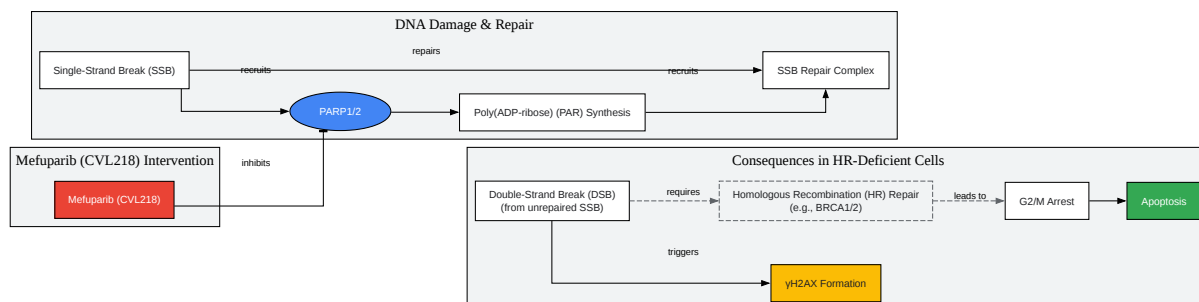 DNA Damage & Repair
repairs
Single-Strand Break (SSB)
recruits
recruits
SSB Repair Complex
PARP1/2
Poly(ADP-ribose) (PAR) Synthesis
Mefuparib (CVL218) Intervention
inhibits
Mefuparib (CVL218)
Consequences in HR-Deficient Cells
Double-Strand Break (DSB)
(from unrepaired SSB)
requires
Homologous Recombination (HR) Repair
(e.g., BRCA1/2)
leads to
G2/M Arrest
Apoptosis
triggers
γH2AX Formation